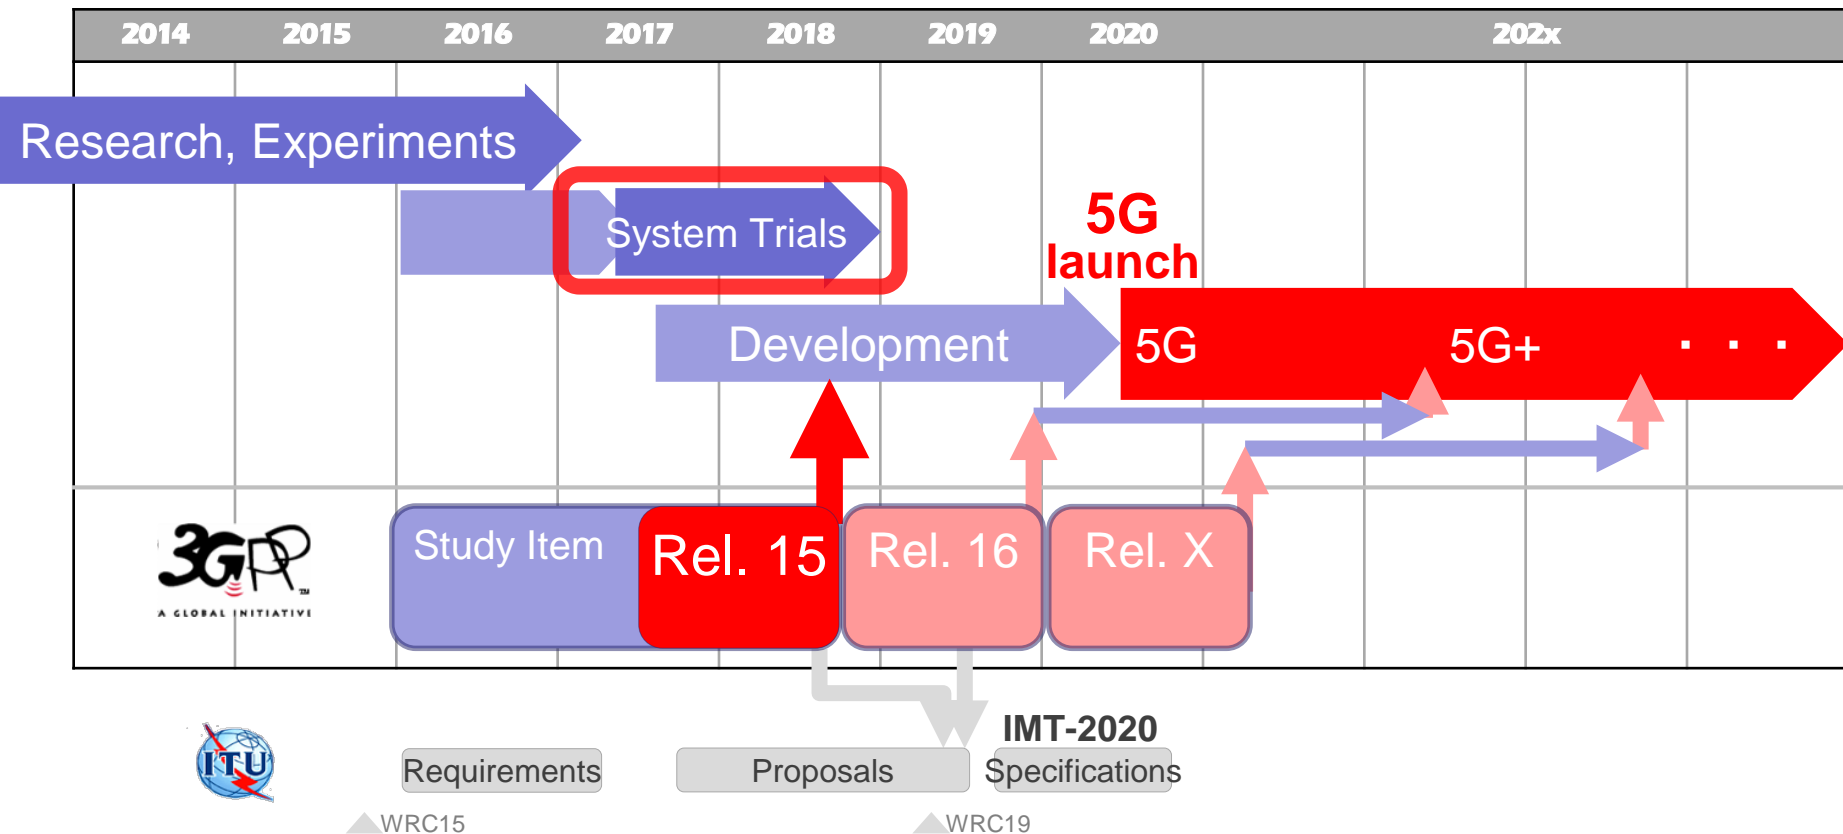 2014 2015 2016 2017 2018 2019 2020 202x
Research, Experiments
System Trials
5G
launch
Development
5G 5G+ . . .
3GPP
TM
A GLOBAL INITIATIVE
Study Item
Rel. 15
Rel. 16
Rel. X
ITU
IMT-2020
Requirements
Proposals
Specifications
WRC15
WRC19